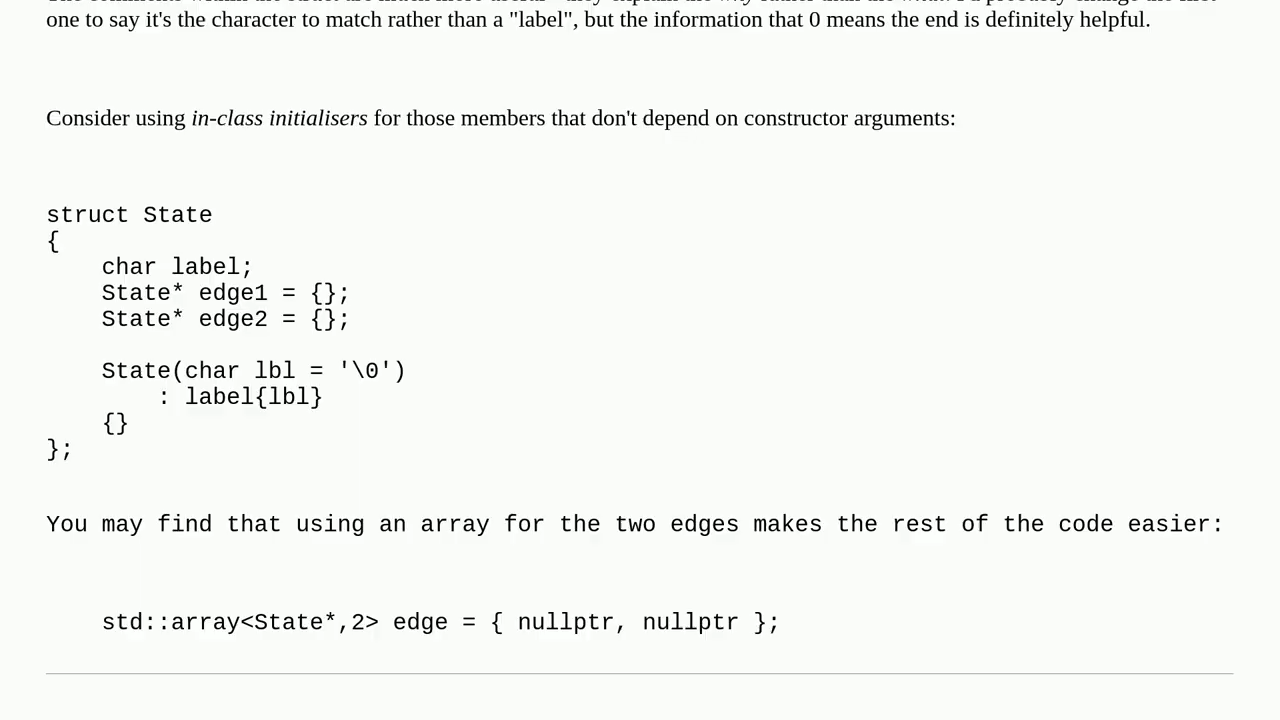 one to say it's the character to match rather than a "label", but the information that 0 means the end is definitely helpful.
Consider using in-class initialisers for those members that don't depend on constructor arguments:
struct State
{
    char label;
    State* edge1 = {};
    State* edge2 = {};
    State(char lbl = '\0')
        : label{lbl}
    {}
};
You may find that using an array for the two edges makes the rest of the code easier:
    std::array<State*,2> edge = { nullptr, nullptr };